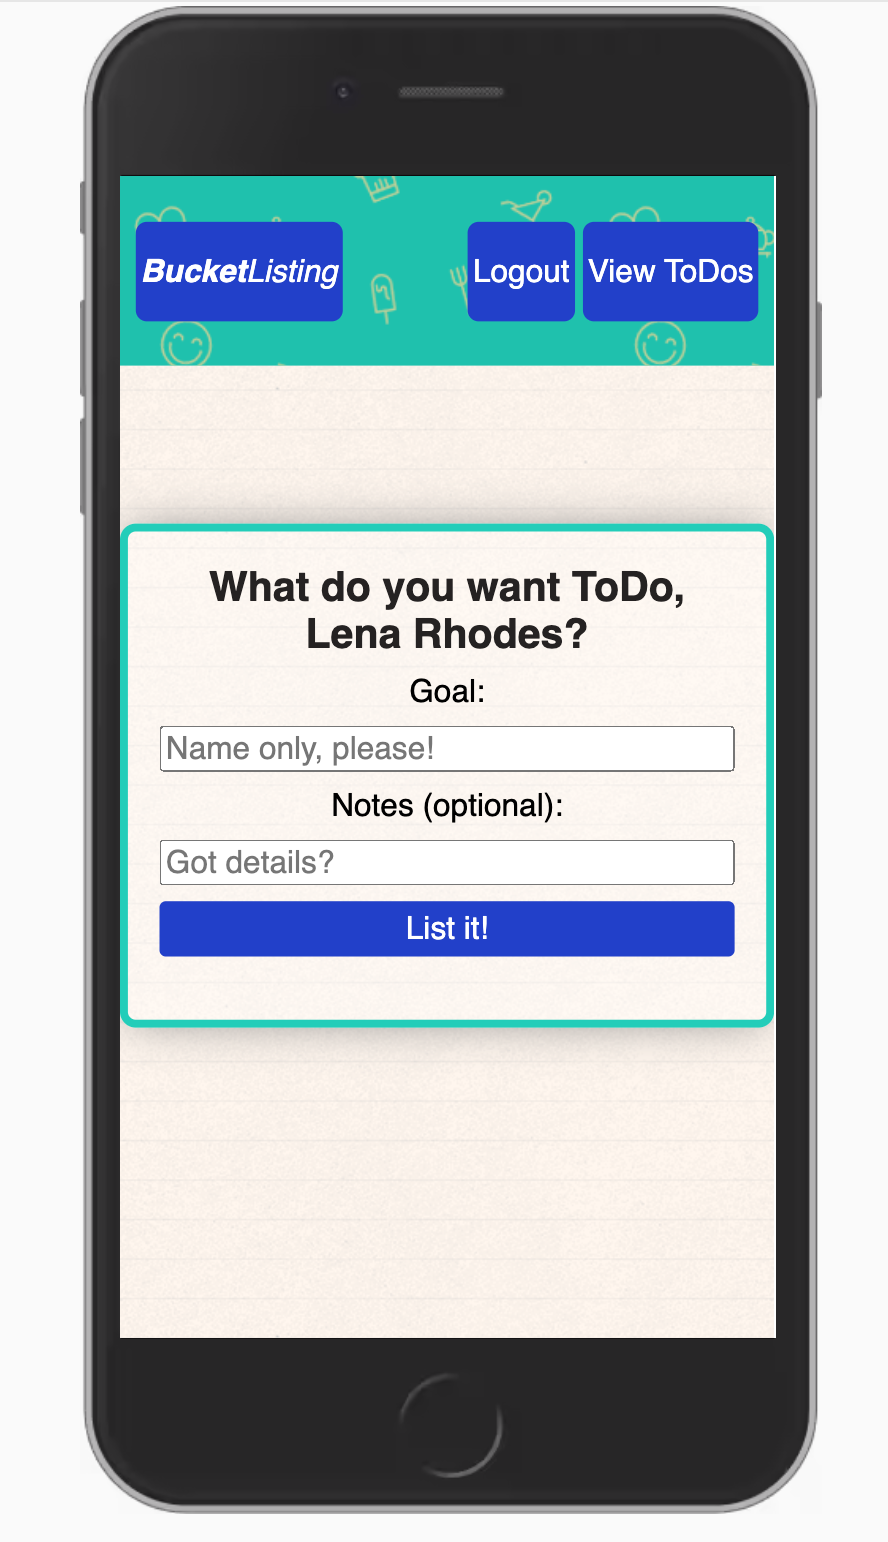 BucketListing Logout View ToDos
What do you want ToDo,
Lena Rhodes?
Goal:
Name only, please!
Notes (optional):
Got details?
List it!